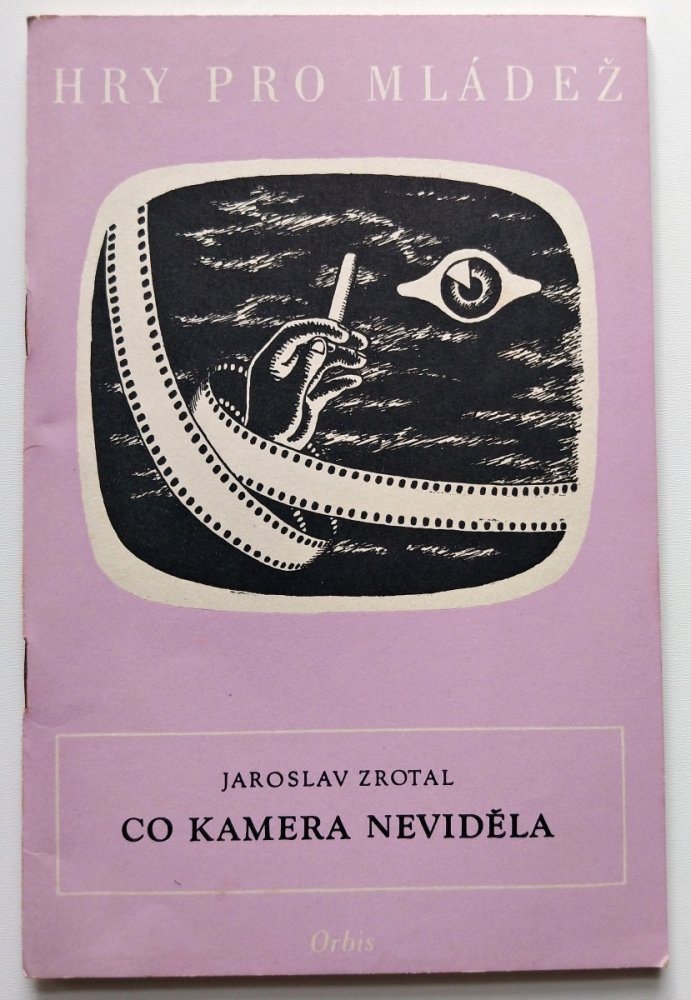 HRY PRO MLÁDEŽ
JAROSLAV ZROTAL
CO KAMERA NEVIDĚLA
Orbis